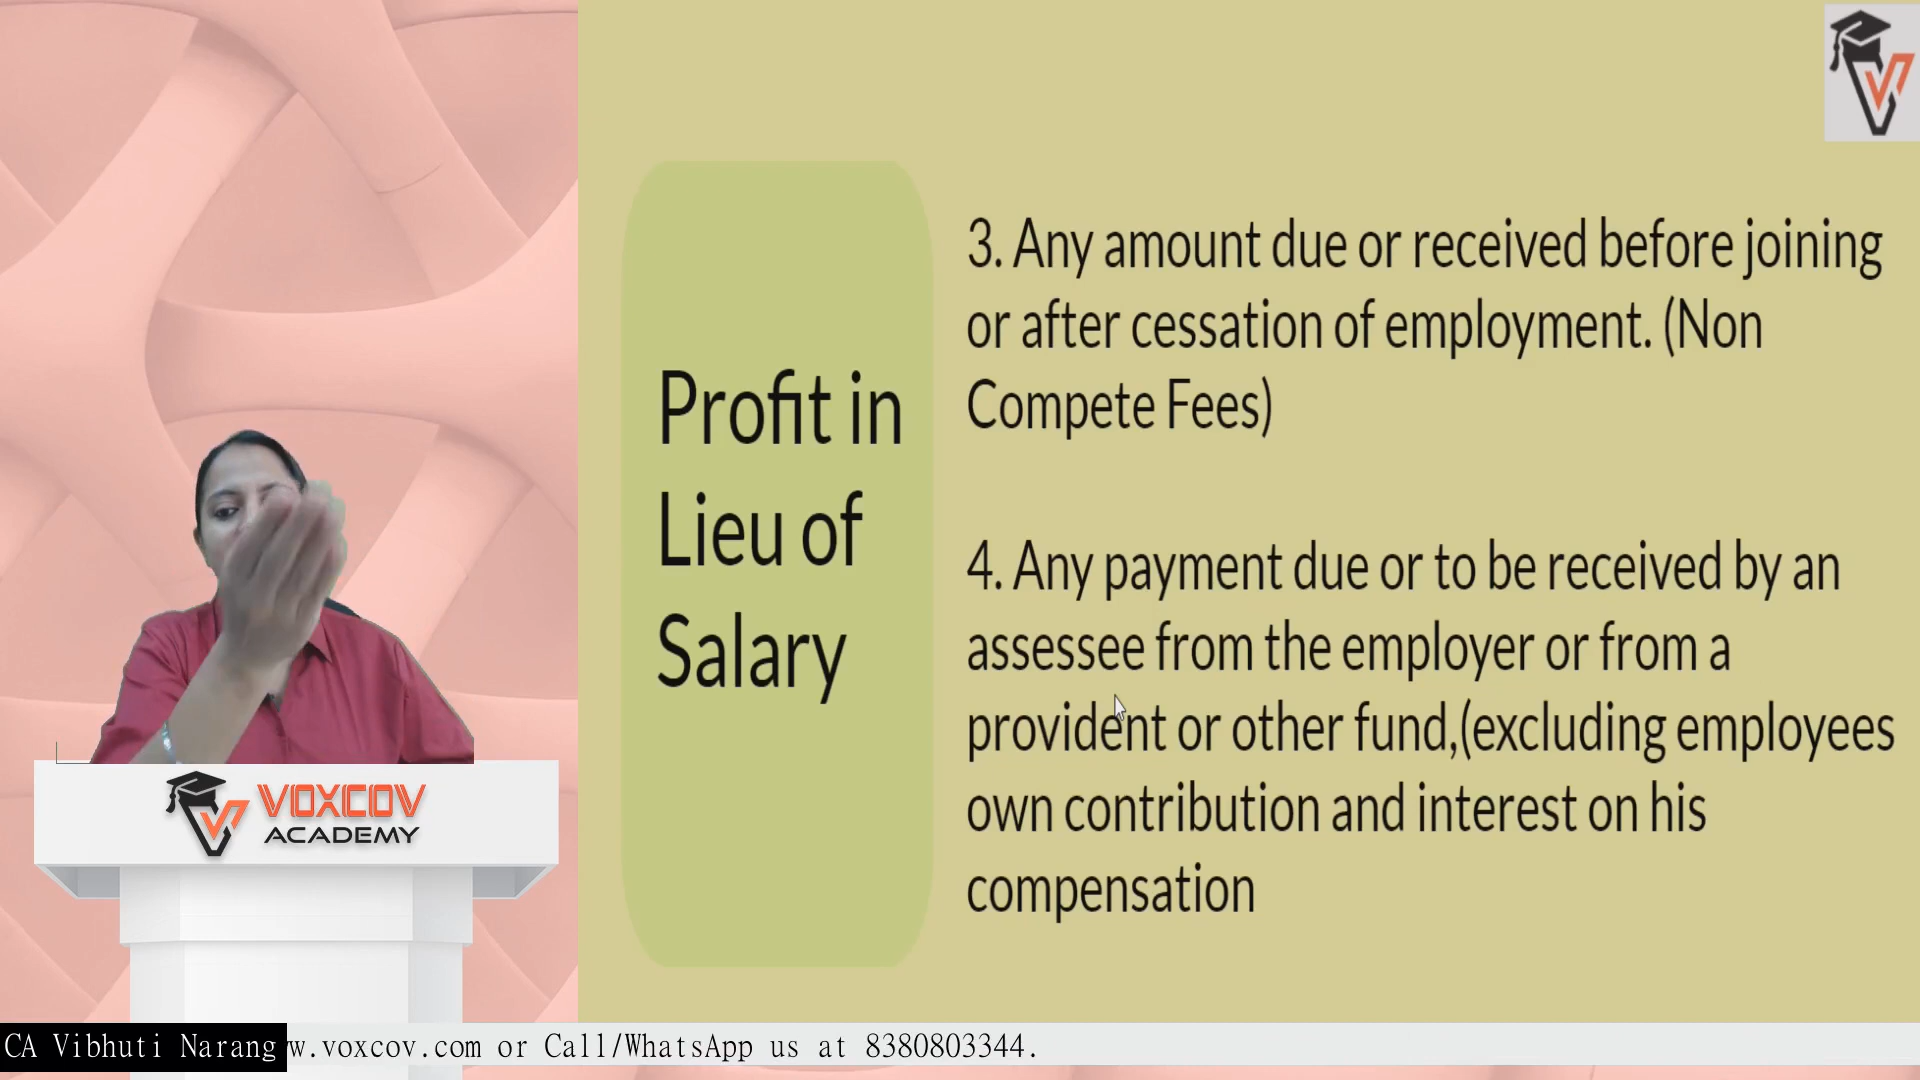 Profit in
Lieu of
Salary
3. Any amount due or received before joining
or after cessation of employment. (Non
Compete Fees)
4. Any payment due or to be received by an
assessee from the employer or from a
provident or other fund,(excluding employees
own contribution and interest on his
compensation
VOXCOV
ACADEMY
CA Vibhuti Narang w.voxcov.com or Call/WhatsApp us at 8380803344.